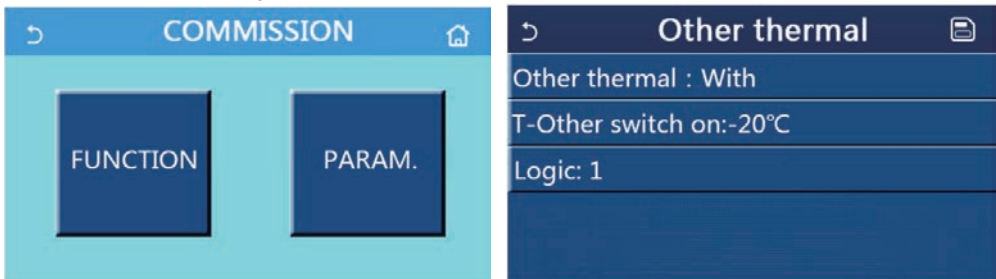 COMMISSION
FUNCTION
PARAM.
Other thermal
Other thermal : With
T-Other switch on:-20℃
Logic: 1